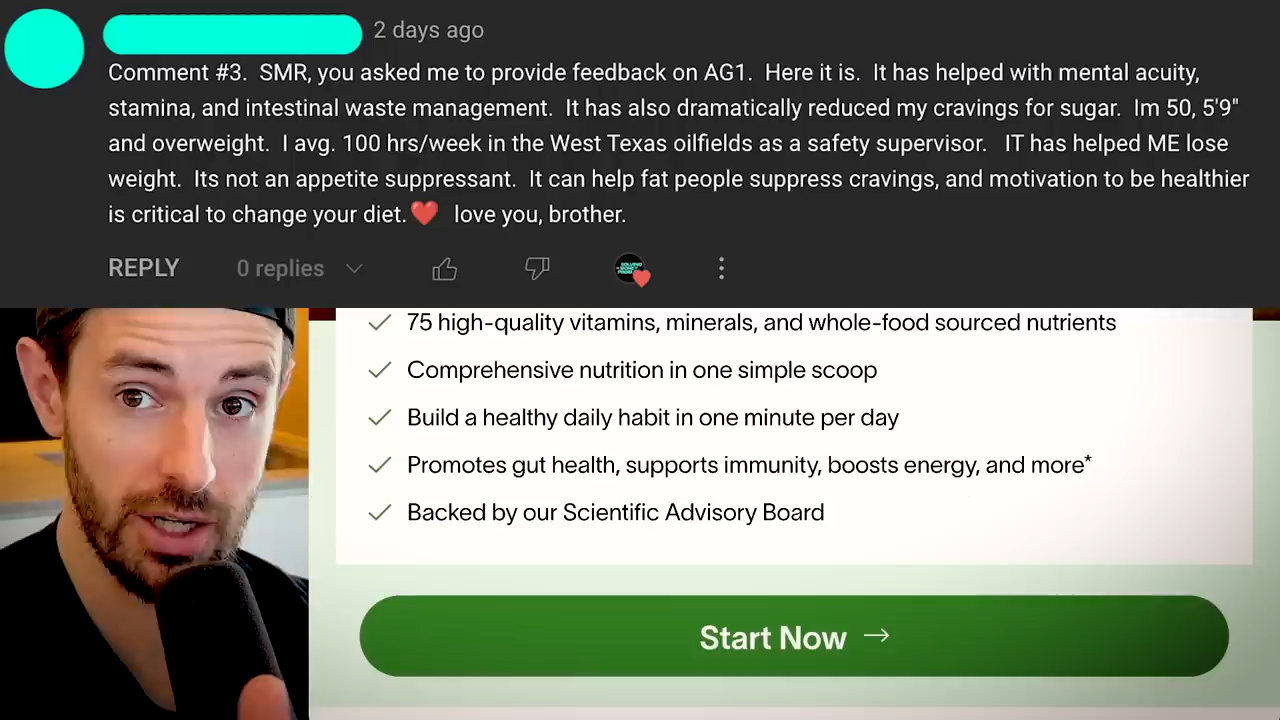 2 days ago
Comment #3.  SMR, you asked me to provide feedback on AG1.  Here it is.  It has helped with mental acuity,
stamina, and intestinal waste management.  It has also dramatically reduced my cravings for sugar.  Im 50, 5'9"
and overweight.  I avg. 100 hrs/week in the West Texas oilfields as a safety supervisor.   IT has helped ME lose
weight.  Its not an appetite suppressant.  It can help fat people suppress cravings, and motivation to be healthier
is critical to change your diet.❤️  love you, brother.
REPLY 0 replies
75 high-quality vitamins, minerals, and whole-food sourced nutrients
Comprehensive nutrition in one simple scoop
Build a healthy daily habit in one minute per day
Promotes gut health, supports immunity, boosts energy, and more*
Backed by our Scientific Advisory Board
Start Now →